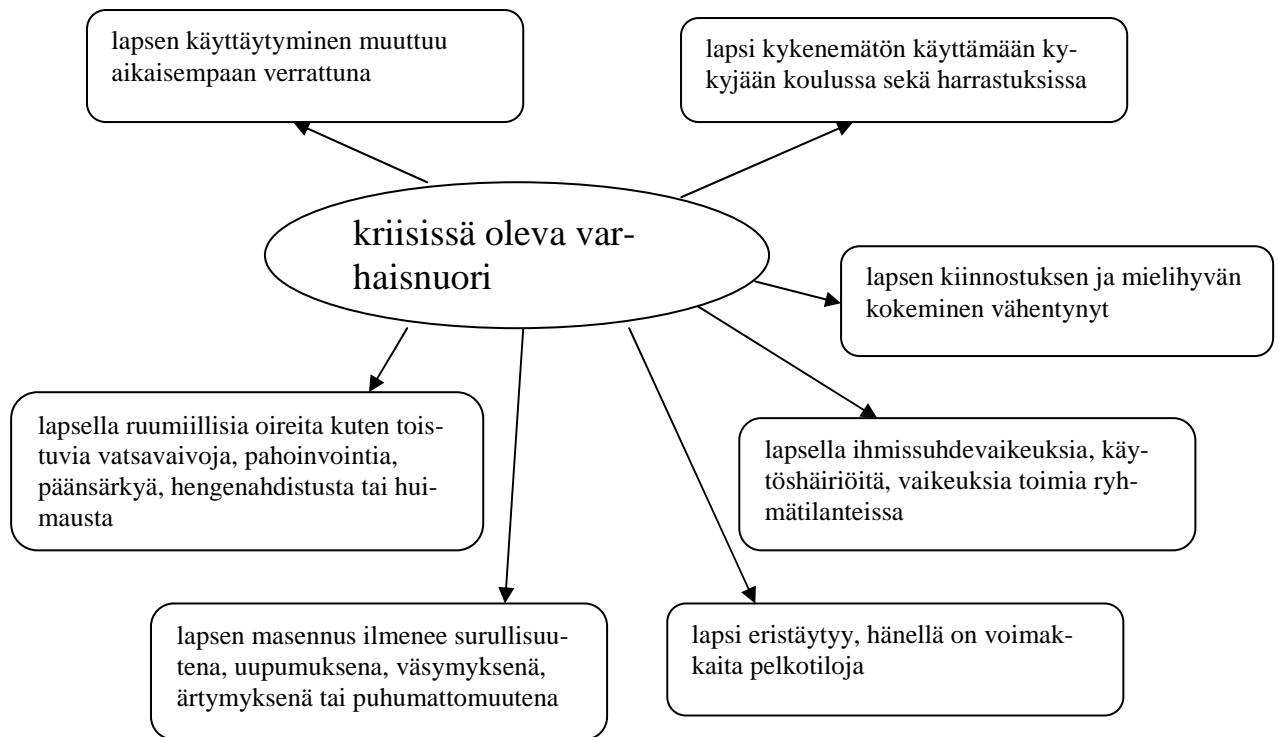 lapsen käyttäytyminen muuttuu
aikaisempaan verrattuna
lapsi kykenemätön käyttämään ky-
kyjään koulussa sekä harrastuksissa
kriisissä oleva var-
haisnuori
lapsen kiinnostuksen ja mielihyvän
kokeminen vähentynyt
lapsella ruumiillisia oireita kuten tois-
tuvia vatsavaivoja, pahoinvointia,
päänsärkyä, hengenahdistusta tai hui-
mausta
lapsella ihmissuhdevaikeuksia, käy-
töshäiriöitä, vaikeuksia toimia ryh-
mätilanteissa
lapsen masennus ilmenee surullisuu-
tena, uupumuksena, väsymyksenä,
ärtymyksenä tai puhumattomuutena
lapsi eristäytyy, hänellä on voimak-
kaita pelkotiloja